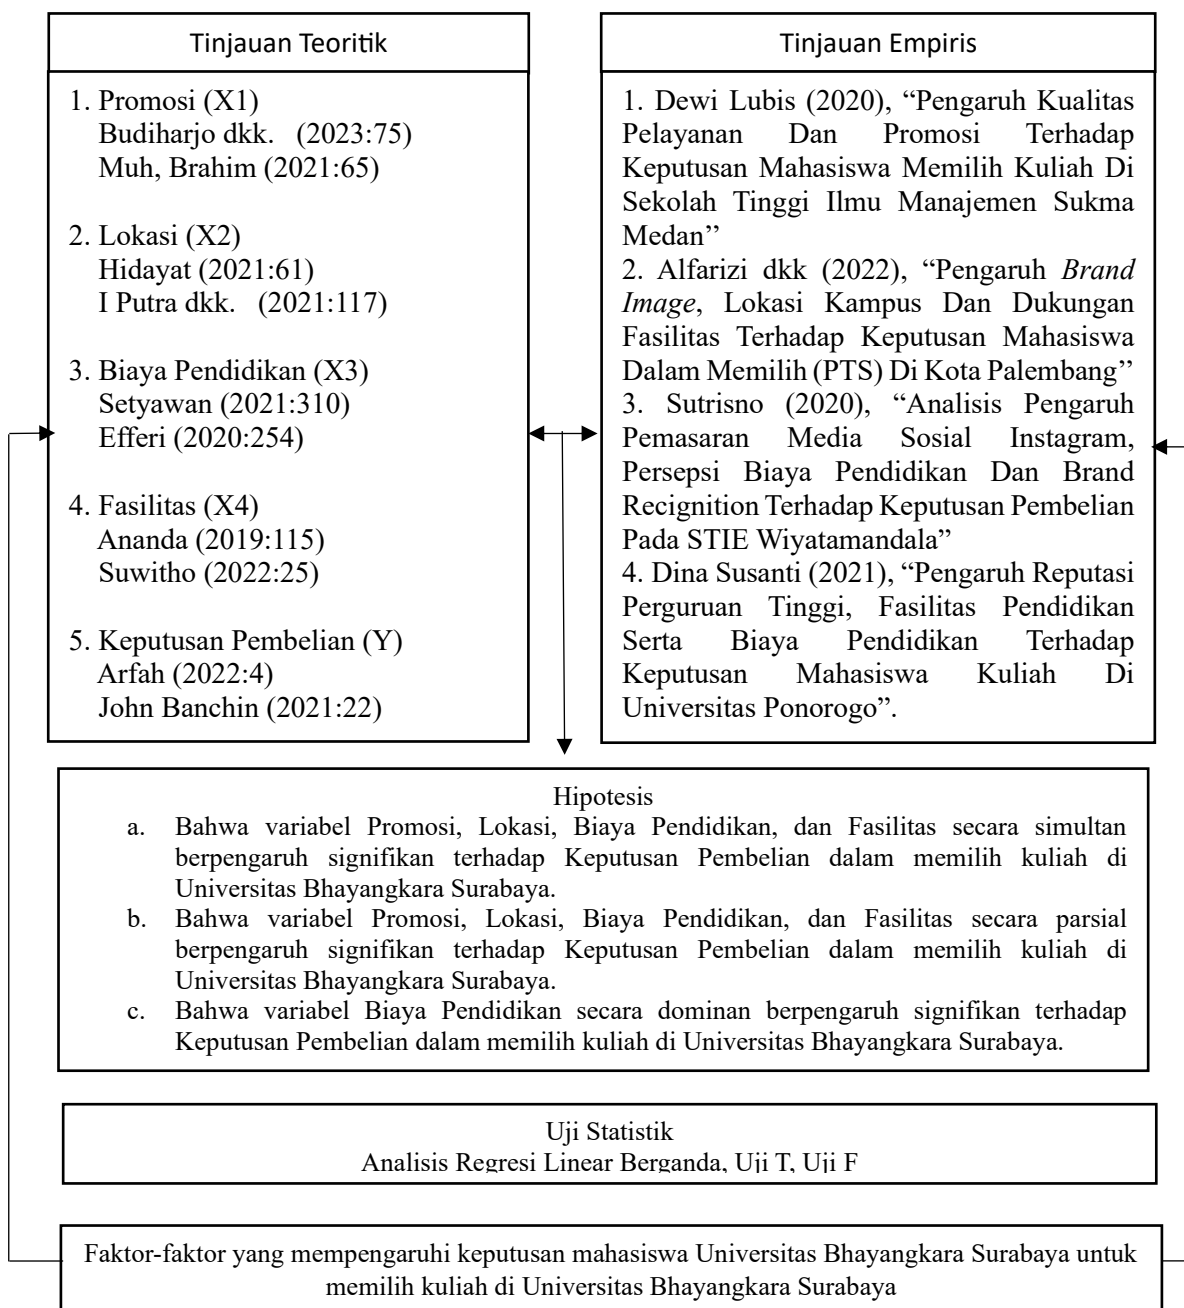 Tinjauan Teoritik
1. Promosi (X1)
Budiharjo dkk. (2023:75)
Muh, Brahim (2021:65)
2. Lokasi (X2)
Hidayat (2021:61)
I Putra dkk. (2021:117)
3. Biaya Pendidikan (X3)
Setyawan (2021:310)
Efferi (2020:254)
4. Fasilitas (X4)
Ananda (2019:115)
Suwitho (2022:25)
5. Keputusan Pembelian (Y)
Arfah (2022:4)
John Banchin (2021:22)
Tinjauan Empiris
1. Dewi Lubis (2020), “Pengaruh Kualitas
Pelayanan Dan Promosi Terhadap
Keputusan Mahasiswa Memilih Kuliah Di
Sekolah Tinggi Ilmu Manajemen Sukma
Medan’’
2. Alfarizi dkk (2022), “Pengaruh Brand
Image, Lokasi Kampus Dan Dukungan
Fasilitas Terhadap Keputusan Mahasiswa
Dalam Memilih (PTS) Di Kota Palembang’’
3. Sutrisno (2020), “Analisis Pengaruh
Pemasaran Media Sosial Instagram,
Persepsi Biaya Pendidikan Dan Brand
Recignition Terhadap Keputusan Pembelian
Pada STIE Wiyatamandala”
4. Dina Susanti (2021), “Pengaruh Reputasi
Perguruan Tinggi, Fasilitas Pendidikan
Serta Biaya Pendidikan Terhadap
Keputusan Mahasiswa Kuliah Di
Universitas Ponorogo”.
Hipotesis
a. Bahwa variabel Promosi, Lokasi, Biaya Pendidikan, dan Fasilitas secara simultan
berpengaruh signifikan terhadap Keputusan Pembelian dalam memilih kuliah di
Universitas Bhayangkara Surabaya.
b. Bahwa variabel Promosi, Lokasi, Biaya Pendidikan, dan Fasilitas secara parsial
berpengaruh signifikan terhadap Keputusan Pembelian dalam memilih kuliah di
Universitas Bhayangkara Surabaya.
c. Bahwa variabel Biaya Pendidikan secara dominan berpengaruh signifikan terhadap
Keputusan Pembelian dalam memilih kuliah di Universitas Bhayangkara Surabaya.
Uji Statistik
Analisis Regresi Linear Berganda, Uji T, Uji F
Faktor-faktor yang mempengaruhi keputusan mahasiswa Universitas Bhayangkara Surabaya untuk
memilih kuliah di Universitas Bhayangkara Surabaya